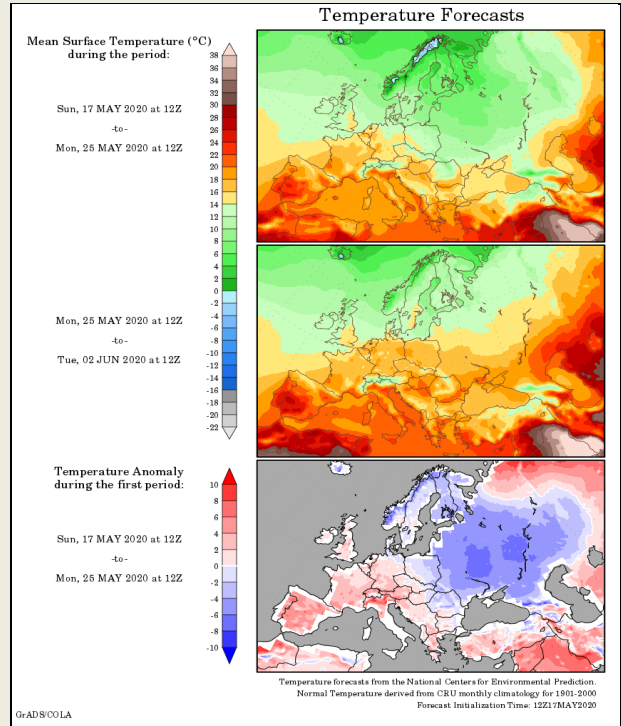 Temperature Forecasts
Mean Surface Temperature (°C)
during the period:
Sun, 17 MAY 2020 at 12Z
-to-
Mon, 25 MAY 2020 at 12Z
38
36
34
32
30
28
26
24
22
20
18
16
14
12
10
8
6
4
2
0
-2
-4
-6
-8
-10
-12
-14
-16
-18
-20
-22
Mon, 25 MAY 2020 at 12Z
-to-
Tue, 02 JUN 2020 at 12Z
Temperature Anomaly
during the first period:
Sun, 17 MAY 2020 at 12Z
-to-
Mon, 25 MAY 2020 at 12Z
10
8
6
4
2
0
-2
-4
-6
-8
-10
Temperature forecasts from the National Centers for Environmental Prediction.
Normal Temperature derived from CRU monthly climatology for 1901-2000
Forecast Initialization Time: 12Z17MAY2020
GrADS/COLA